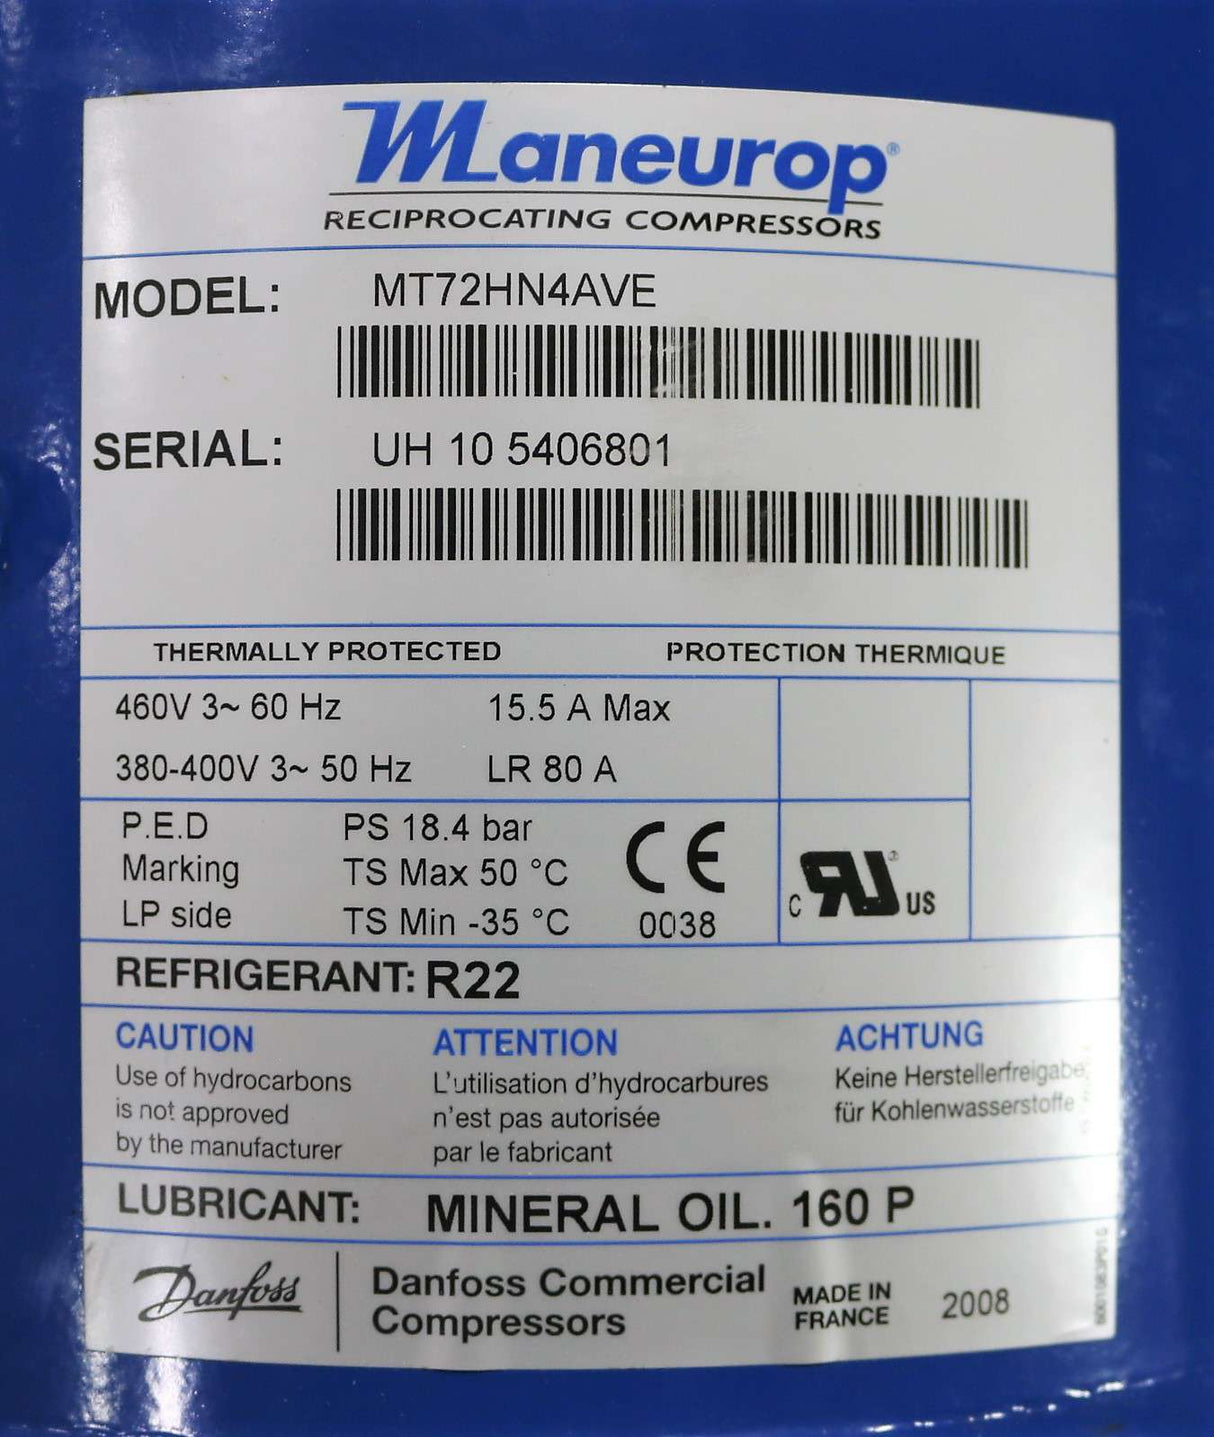 Maneurop®
RECIPROCATING COMPRESSORS
MODEL: MT72HN4AVE
SERIAL: UH 10 5406801
THERMALLY PROTECTED PROTECTION THERMIQUE
460V 3~ 60 Hz 15.5 A Max
380-400V 3~ 50 Hz LR 80 A
P.E.D PS 18.4 bar
Marking TS Max 50 °C CE
LP side TS Min -35 °C 0038
c RU® US
REFRIGERANT: R22
CAUTION
Use of hydrocarbons
is not approved
by the manufacturer
ATTENTION
L'utilisation d'hydrocarbures
n'est pas autorisée
par le fabricant
ACHTUNG
Keine Herstellerfreigabe
für Kohlenwasserstoffe
LUBRICANT: MINERAL OIL. 160 P
Danfoss
Danfoss Commercial
Compressors
MADE IN
FRANCE
2008